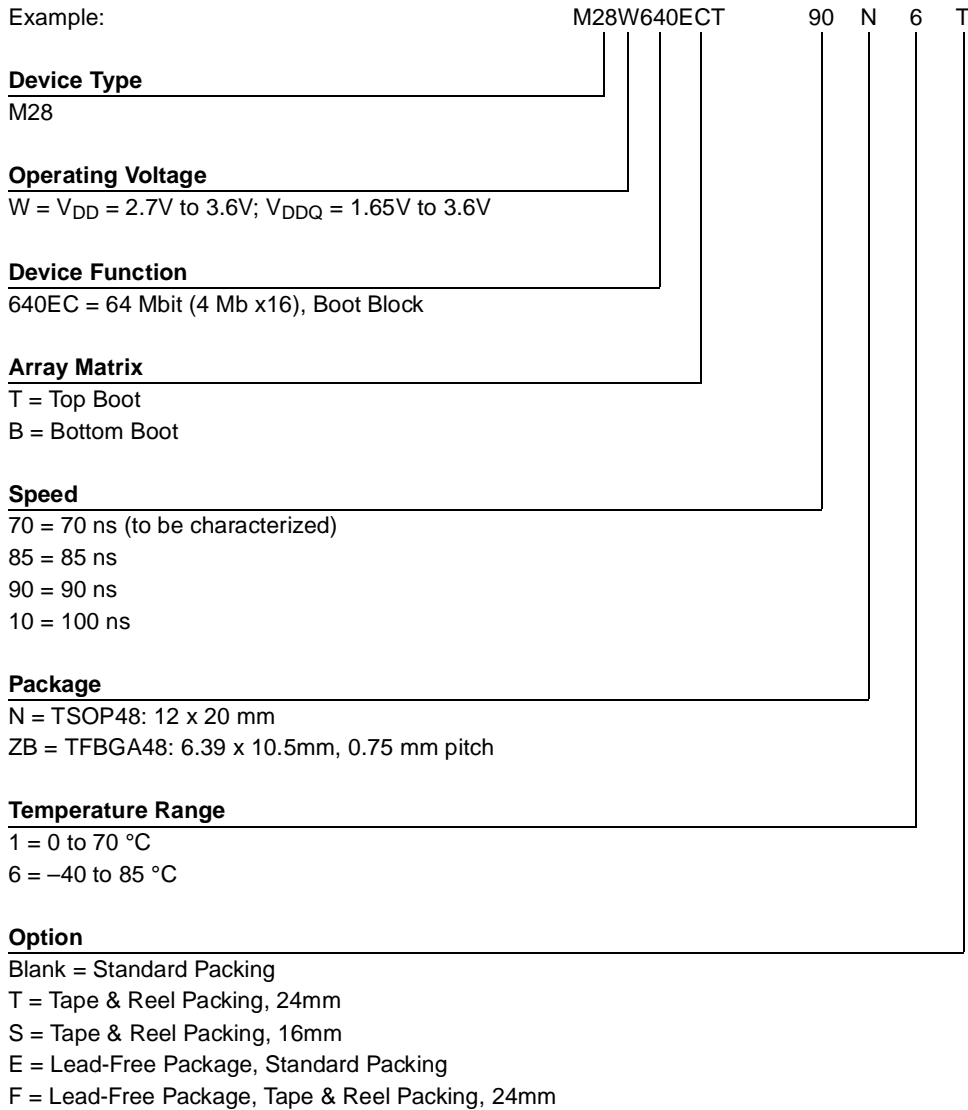 Example: M28W640ECT 90 N 6 T
Device Type
M28
Operating Voltage
W = VDD = 2.7V to 3.6V; VDDQ = 1.65V to 3.6V
Device Function
640EC = 64 Mbit (4 Mb x16), Boot Block
Array Matrix
T = Top Boot
B = Bottom Boot
Speed
70 = 70 ns (to be characterized)
85 = 85 ns
90 = 90 ns
10 = 100 ns
Package
N = TSOP48: 12 x 20 mm
ZB = TFBGA48: 6.39 x 10.5mm, 0.75 mm pitch
Temperature Range
1 = 0 to 70 °C
6 = –40 to 85 °C
Option
Blank = Standard Packing
T = Tape & Reel Packing, 24mm
S = Tape & Reel Packing, 16mm
E = Lead-Free Package, Standard Packing
F = Lead-Free Package, Tape & Reel Packing, 24mm